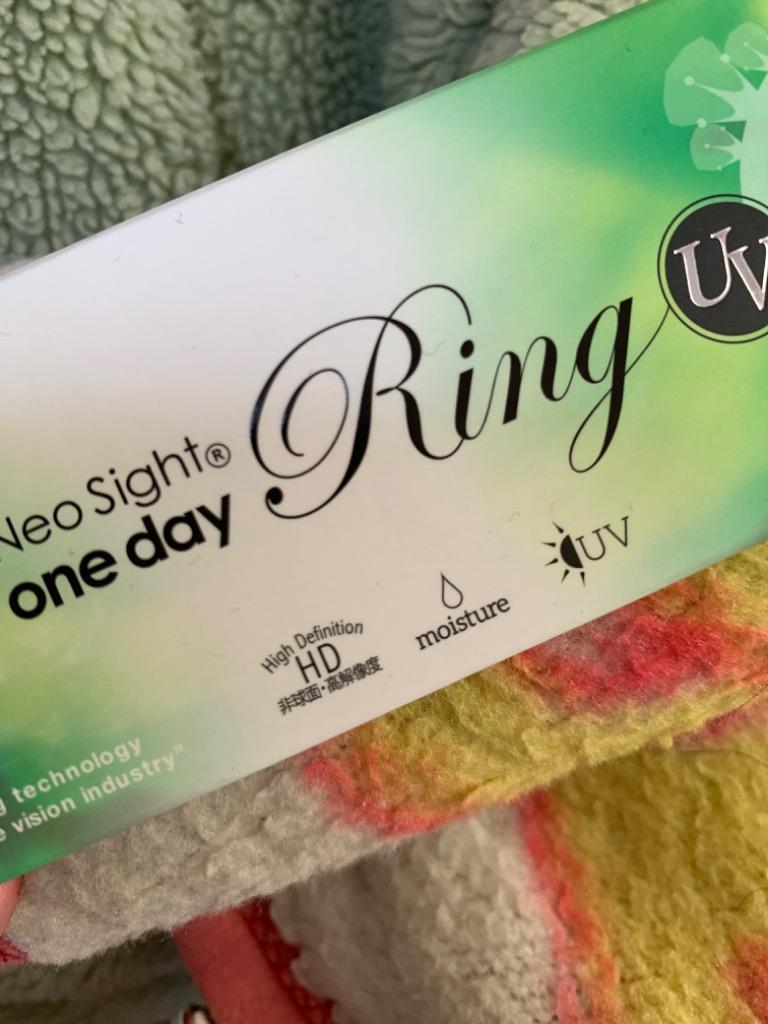 UV
Ring
Neo Sight®
one day
UV
moisture
High Definition
HD
非球面·高解像度
technology
vision industry"